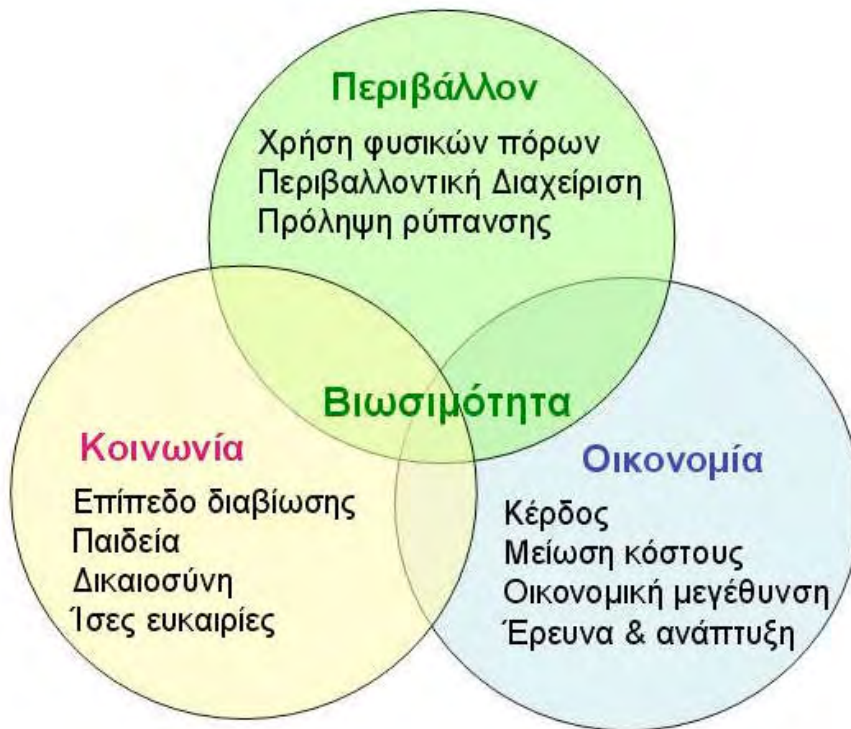 Περιβάλλον
Χρήση φυσικών πόρων
Περιβαλλοντική Διαχείριση
Πρόληψη ρύπανσης
Βιωσιμότητα
Κοινωνία
Επίπεδο διαβίωσης
Παιδεία
Δικαιοσύνη
Ίσες ευκαιρίες
Οικονομία
Κέρδος
Μείωση κόστους
Οικονομική μεγέθυνση
Έρευνα & ανάπτυξη